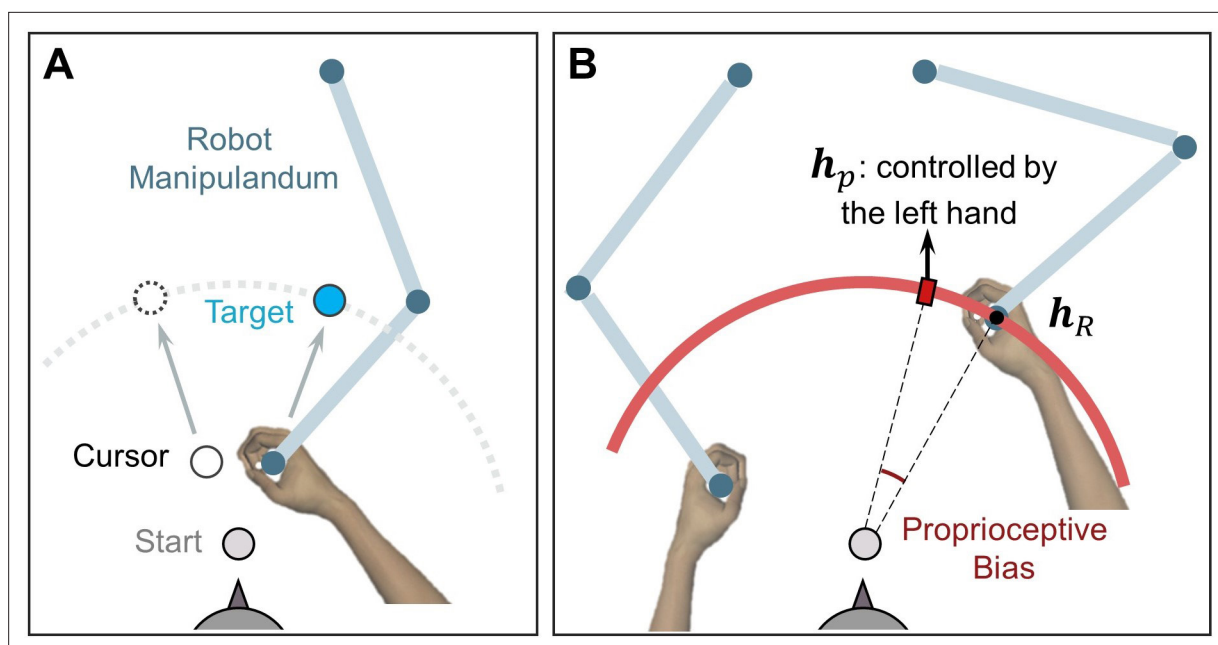 A
Robot
Manipulandum
Target
Cursor
Start
B
h_p: controlled by
the left hand
h_R
Proprioceptive
Bias